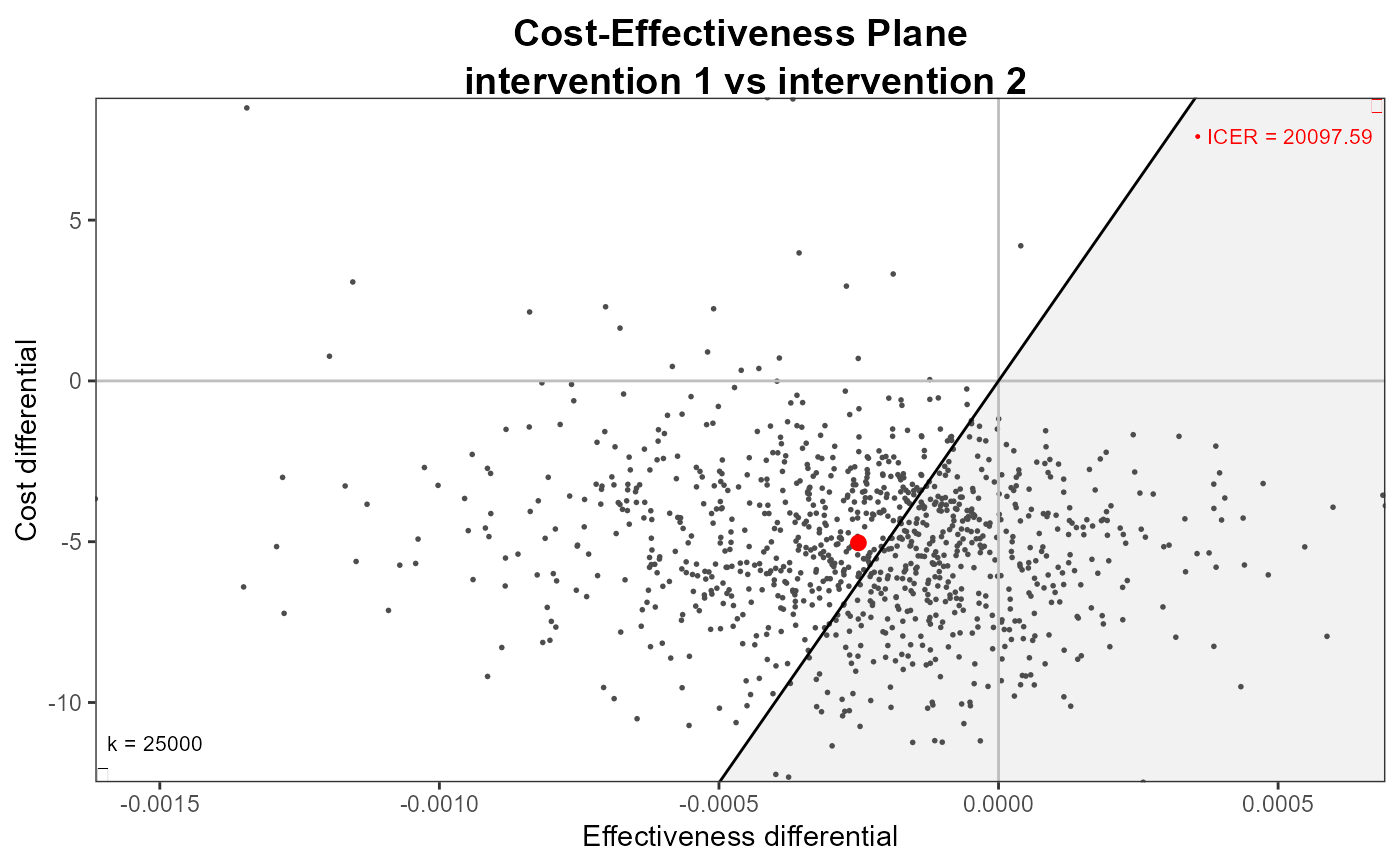 Cost-Effectiveness Plane
intervention 1 vs intervention 2
• ICER = 20097.59
Cost differential
5
0
-5
-10
k = 25000
-0.0015
-0.0010
-0.0005
0.0000
0.0005
Effectiveness differential